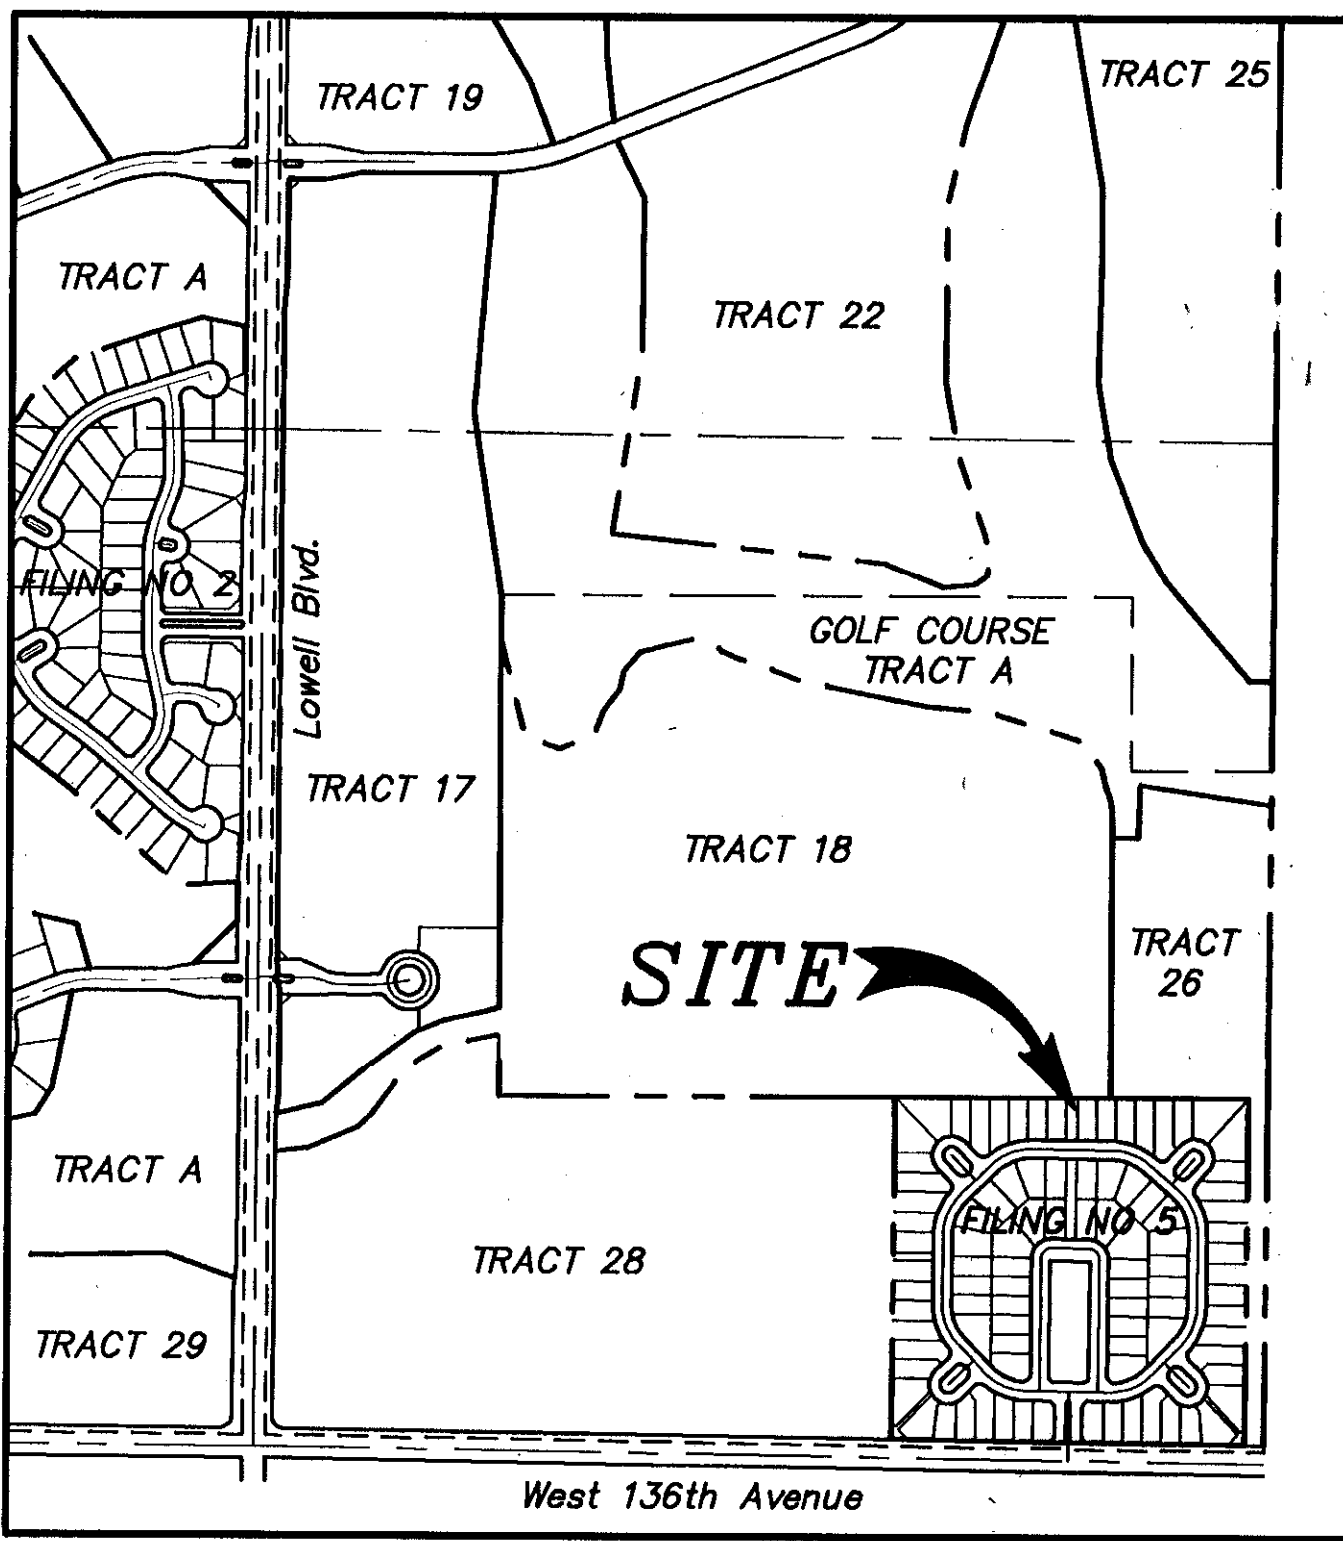 TRACT 19
TRACT 25
TRACT A
TRACT 22
FILING NO 2
Lowell Blvd.
GOLF COURSE
TRACT A
TRACT 17
TRACT 18
SITE
TRACT
26
TRACT A
FILING NO 5
TRACT 28
TRACT 29
West 136th Avenue